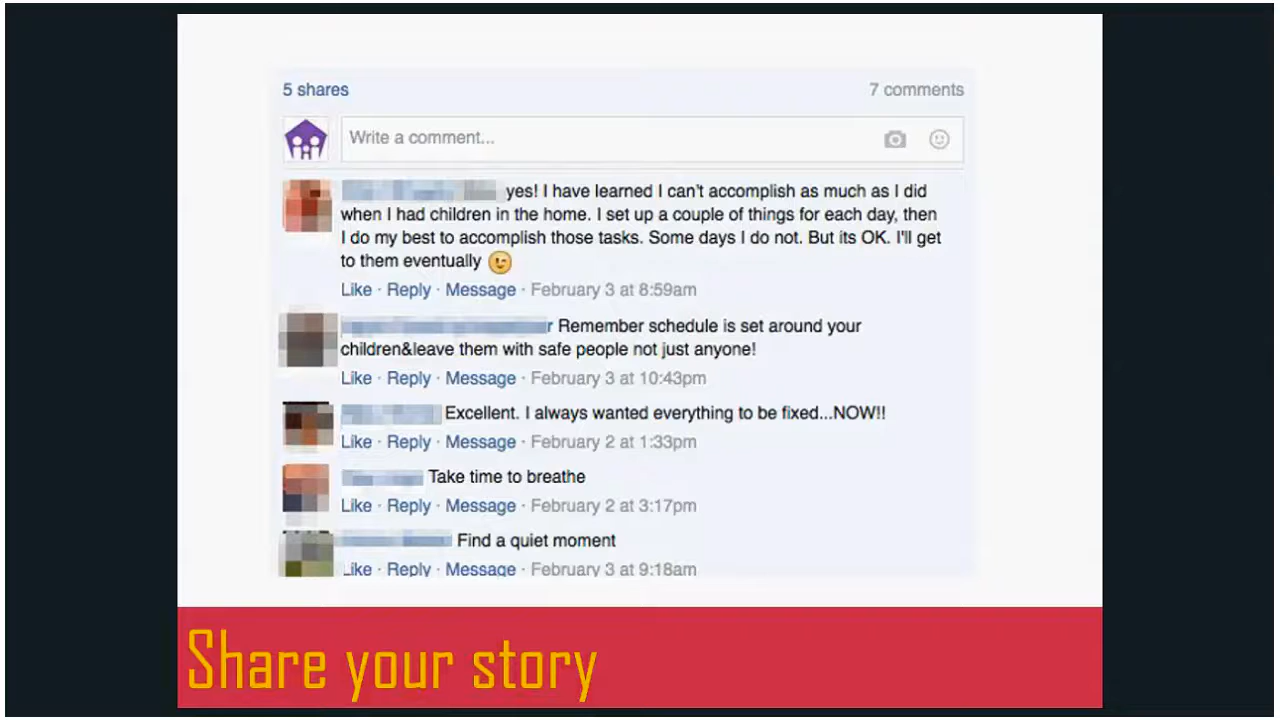 5 shares
7 comments
Write a comment...
yes! I have learned I can't accomplish as much as I did
when I had children in the home. I set up a couple of things for each day, then
I do my best to accomplish those tasks. Some days I do not. But its OK. I'll get
to them eventually
Like · Reply · Message · February 3 at 8:59am
Remember schedule is set around your
children&leave them with safe people not just anyone!
Like · Reply · Message · February 3 at 10:43pm
Excellent. I always wanted everything to be fixed...NOW!!
Like · Reply · Message · February 2 at 1:33pm
Take time to breathe
Like · Reply · Message · February 2 at 3:17pm
Find a quiet moment
Like · Reply · Message · February 3 at 9:18am
Share your story